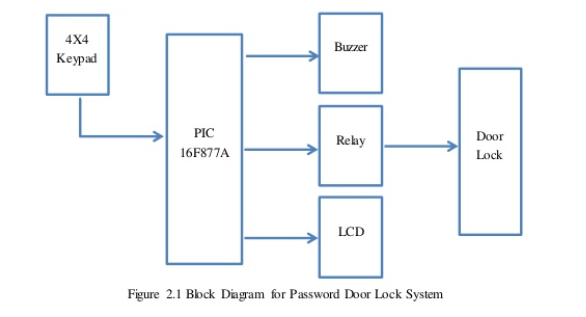 4X4
Keypad
Buzzer
PIC
16F877A
Relay
Door
Lock
LCD
Figure 2.1 Block Diagram for Password Door Lock System